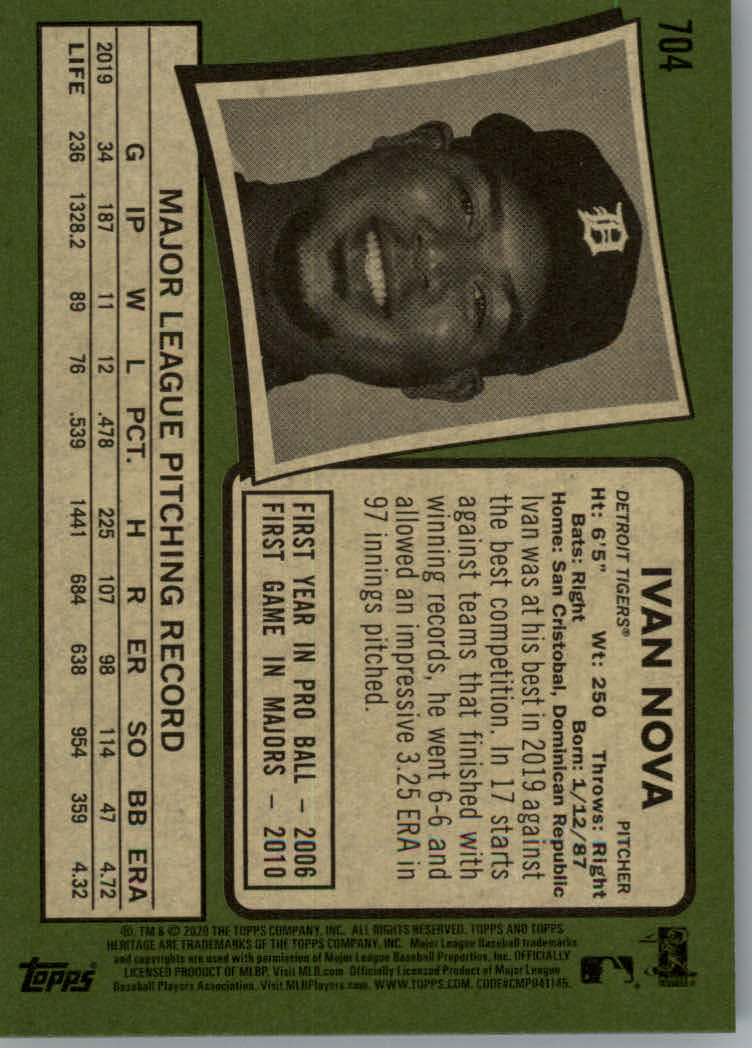 704
IVAN NOVA
DETROIT TIGERS® PITCHER
Ht: 6'5" Wt: 250 Throws: Right
Bats: Right Born: 1/12/87
Home: San Cristobal, Dominican Republic
Ivan was at his best in 2019 against
the best competition. In 17 starts
against teams that finished with
winning records, he went 6-6 and
allowed an impressive 3.25 ERA in
97 innings pitched.
FIRST YEAR IN PRO BALL – 2006
FIRST GAME IN MAJORS – 2010
MAJOR LEAGUE PITCHING RECORD
G IP W L PCT. H R ER SO BB ERA
2019 34 187 11 12 .478 225 107 98 114 47 4.72
LIFE 236 1328.2 89 76 .539 1441 684 638 954 359 4.32
®, TM & © 2020 THE TOPPS COMPANY, INC. ALL RIGHTS RESERVED. TOPPS AND TOPPS
HERITAGE ARE TRADEMARKS OF THE TOPPS COMPANY, INC. Major League Baseball trademarks
and copyrights are used with permission of Major League Baseball Properties, Inc. OFFICIALLY
LICENSED PRODUCT OF MLBP. Visit MLB.com Officially Licensed Product of Major League
Baseball Players Association. Visit MLBPlayers.com. WWW.TOPPS.COM. CODE#CMP041145.
topps®